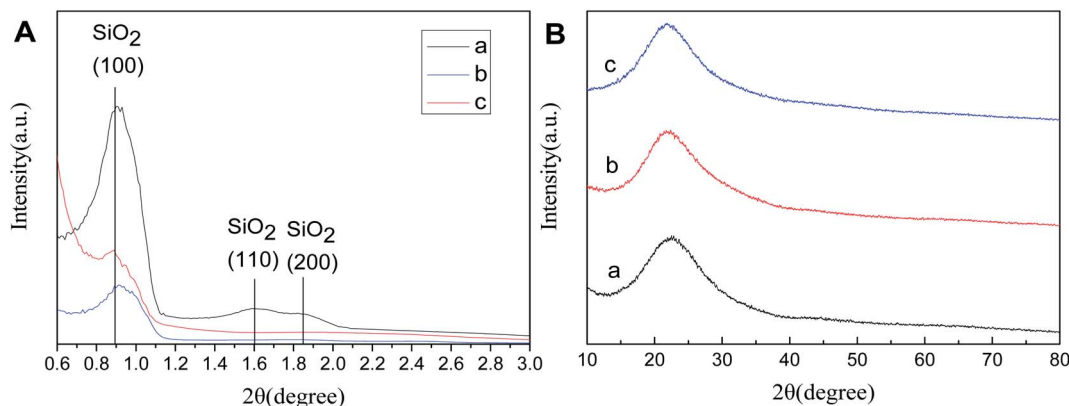 A
SiO2
(100)
a
b
c
SiO2
(110)
SiO2
(200)
Intensity(a.u.)
0.6 0.8 1.0 1.2 1.4 1.6 1.8 2.0 2.2 2.4 2.6 2.8 3.0
2θ(degree)
B
c
b
a
Intensity(a.u.)
10 20 30 40 50 60 70 80
2θ(degree)